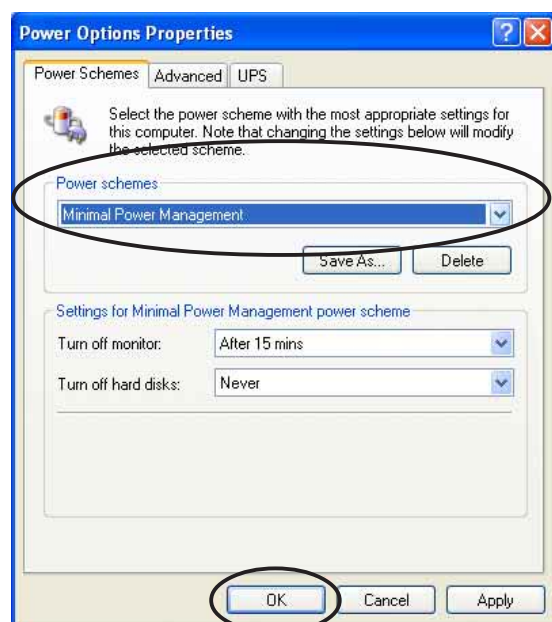 Power Options Properties
Power Schemes Advanced UPS
Select the power scheme with the most appropriate settings for
this computer. Note that changing the settings below will modify
the selected scheme.
Power schemes
Minimal Power Management
Save As... Delete
Settings for Minimal Power Management power scheme
Turn off monitor: After 15 mins
Turn off hard disks: Never
OK Cancel Apply